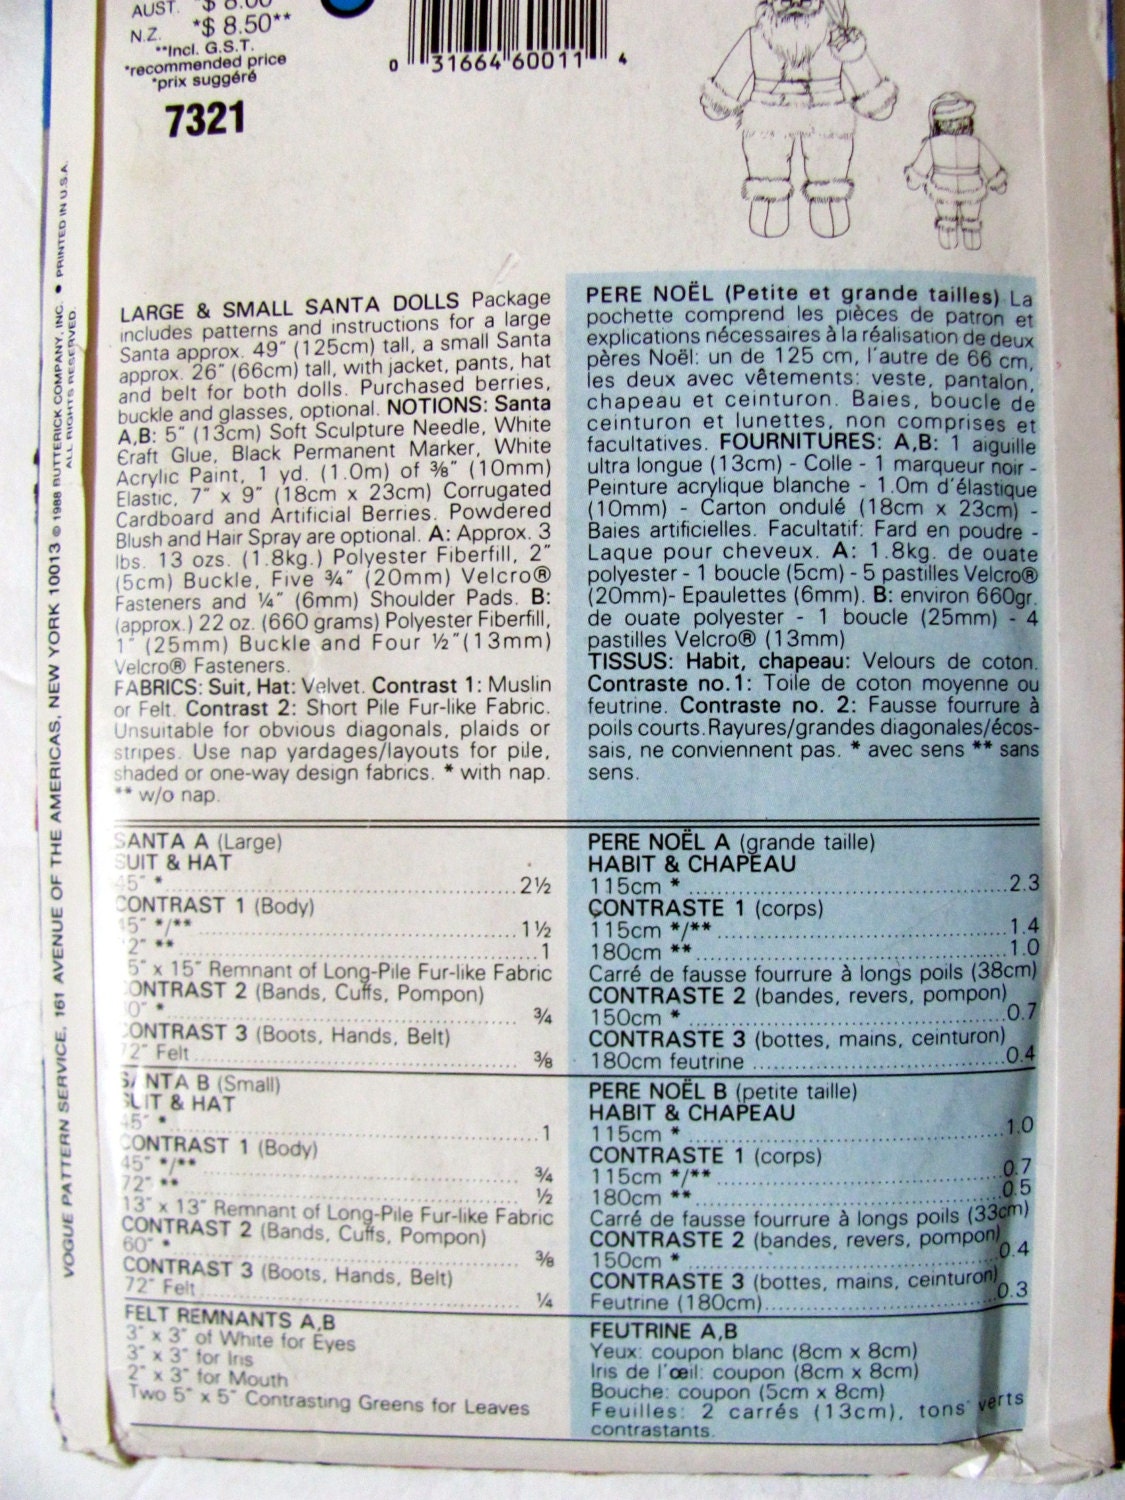 AUST. *$ 8.00
N.Z. *$ 8.50**
**Incl. G.S.T.
*recommended price
*prix suggéré
7321
0 31664 60011 4
LARGE & SMALL SANTA DOLLS Package
includes patterns and instructions for a large
Santa approx. 49" (125cm) tall, a small Santa
approx. 26" (66cm) tall, with jacket, pants, hat
and belt for both dolls. Purchased berries,
buckle and glasses, optional. NOTIONS: Santa
A,B: 5" (13cm) Soft Sculpture Needle, White
Craft Glue, Black Permanent Marker, White
Acrylic Paint, 1 yd. (1.0m) of ⅜" (10mm)
Elastic, 7" x 9" (18cm x 23cm) Corrugated
Cardboard and Artificial Berries. Powdered
Blush and Hair Spray are optional. A: Approx. 3
lbs. 13 ozs. (1.8kg.) Polyester Fiberfill, 2"
(5cm) Buckle, Five ¾" (20mm) Velcro®
Fasteners and ¼" (6mm) Shoulder Pads. B:
(approx.) 22 oz. (660 grams) Polyester Fiberfill,
1" (25mm) Buckle and Four ½"(13mm)
Velcro® Fasteners.
FABRICS: Suit, Hat: Velvet. Contrast 1: Muslin
or Felt. Contrast 2: Short Pile Fur-like Fabric.
Unsuitable for obvious diagonals, plaids or
stripes. Use nap yardages/layouts for pile,
shaded or one-way design fabrics. * with nap.
** w/o nap.
PERE NOËL (Petite et grande tailles) La
pochette comprend les pièces de patron et
explications nécessaires à la réalisation de deux
pères Noël: un de 125 cm, l'autre de 66 cm,
les deux avec vêtements: veste, pantalon,
chapeau et ceinturon. Baies, boucle de
ceinturon et lunettes, non comprises et
facultatives. FOURNITURES: A,B: 1 aiguille
ultra longue (13cm) - Colle - 1 marqueur noir -
Peinture acrylique blanche - 1.0m d'élastique
(10mm) - Carton ondulé (18cm x 23cm) -
Baies artificielles. Facultatif: Fard en poudre -
Laque pour cheveux. A: 1.8kg. de ouate
polyester - 1 boucle (5cm) - 5 pastilles Velcro®
(20mm)- Epaulettes (6mm). B: environ 660gr.
de ouate polyester - 1 boucle (25mm) - 4
pastilles Velcro® (13mm)
TISSUS: Habit, chapeau: Velours de coton.
Contraste no.1: Toile de coton moyenne ou
feutrine. Contraste no. 2: Fausse fourrure à
poils courts.Rayures/grandes diagonales/écos-
sais, ne conviennent pas. * avec sens ** sans
sens.
SANTA A (Large)
SUIT & HAT
45" * 2½
CONTRAST 1 (Body)
45" */** 1½
72" ** 1
15" x 15" Remnant of Long-Pile Fur-like Fabric
CONTRAST 2 (Bands, Cuffs, Pompon)
60" * ¾
CONTRAST 3 (Boots, Hands, Belt)
72" Felt ⅜
PERE NOËL A (grande taille)
HABIT & CHAPEAU
115cm * 2.3
CONTRASTE 1 (corps)
115cm */** 1.4
180cm ** 1.0
Carré de fausse fourrure à longs poils (38cm)
CONTRASTE 2 (bandes, revers, pompon)
150cm * 0.7
CONTRASTE 3 (bottes, mains, ceinturon)
180cm feutrine 0.4
SANTA B (Small)
SUIT & HAT
45" * 1
CONTRAST 1 (Body)
45" */** ¾
72" ** ½
13" x 13" Remnant of Long-Pile Fur-like Fabric
CONTRAST 2 (Bands, Cuffs, Pompon)
60" * ⅜
CONTRAST 3 (Boots, Hands, Belt)
72" Felt ¼
PERE NOËL B (petite taille)
HABIT & CHAPEAU
115cm * 1.0
CONTRASTE 1 (corps)
115cm */** 0.7
180cm ** 0.5
Carré de fausse fourrure à longs poils (33cm)
CONTRASTE 2 (bandes, revers, pompon)
150cm * 0.4
CONTRASTE 3 (bottes, mains, ceinturon)
Feutrine (180cm) 0.3
FELT REMNANTS A,B
3" x 3" of White for Eyes
3" x 3" for Iris
2" x 3" for Mouth
Two 5" x 5" Contrasting Greens for Leaves
FEUTRINE A,B
Yeux: coupon blanc (8cm x 8cm)
Iris de l'œil: coupon (8cm x 8cm)
Bouche: coupon (5cm x 8cm)
Feuilles: 2 carrés (13cm), tons verts
contrastants.
VOGUE PATTERN SERVICE, 161 AVENUE OF THE AMERICAS, NEW YORK 10013 © 1988 BUTTERICK COMPANY, INC. • PRINTED IN U.S.A.
ALL RIGHTS RESERVED.